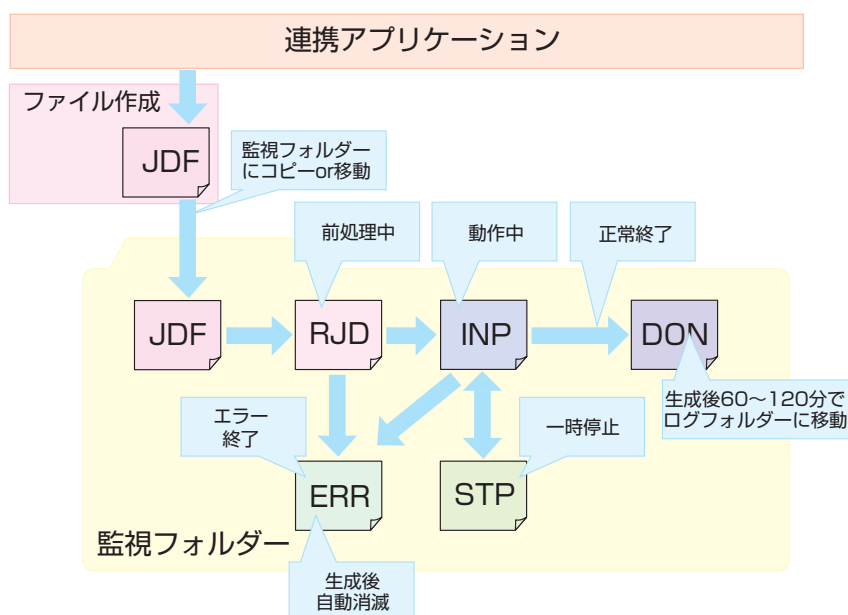 連携アプリケーション
ファイル作成
JDF
監視フォルダー
にコピーor移動
前処理中
動作中
正常終了
JDF
RJD
INP
DON
生成後60～120分で
ログフォルダーに移動
エラー
終了
一時停止
ERR
STP
監視フォルダー
生成後
自動消滅